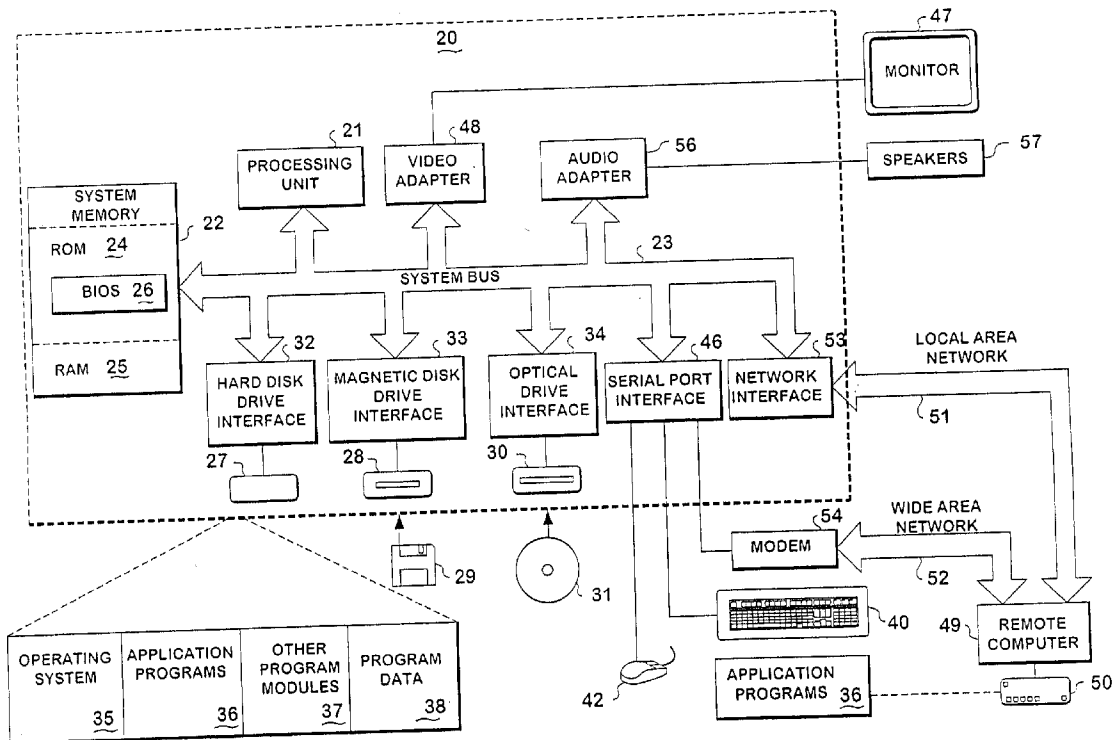 20
47
MONITOR
21
PROCESSING
UNIT
48
VIDEO
ADAPTER
AUDIO
ADAPTER
56
SPEAKERS
57
SYSTEM
MEMORY
22
ROM 24
BIOS 26
RAM 25
23
SYSTEM BUS
32
HARD DISK
DRIVE
INTERFACE
33
MAGNETIC DISK
DRIVE
INTERFACE
34
OPTICAL
DRIVE
INTERFACE
46
SERIAL PORT
INTERFACE
53
NETWORK
INTERFACE
LOCAL AREA
NETWORK
51
27
28
30
29
31
54
MODEM
WIDE AREA
NETWORK
52
40
42
49
REMOTE
COMPUTER
50
APPLICATION
PROGRAMS 36
OPERATING
SYSTEM
35
APPLICATION
PROGRAMS
36
OTHER
PROGRAM
MODULES
37
PROGRAM
DATA
38